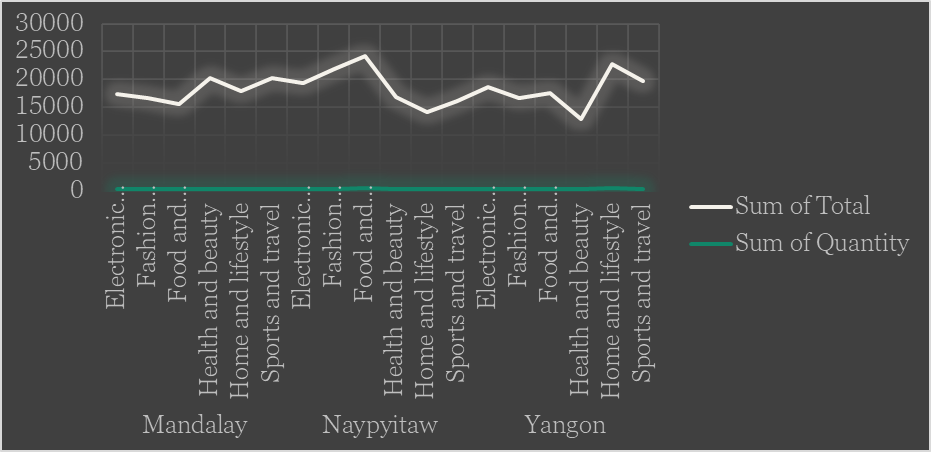 30000
25000
20000
15000
10000
5000
0
Electronic...
Fashion...
Food and...
Health and beauty
Home and lifestyle
Sports and travel
Electronic...
Fashion...
Food and...
Health and beauty
Home and lifestyle
Sports and travel
Electronic...
Fashion...
Food and...
Health and beauty
Home and lifestyle
Sports and travel
Mandalay
Naypyitaw
Yangon
Sum of Total
Sum of Quantity